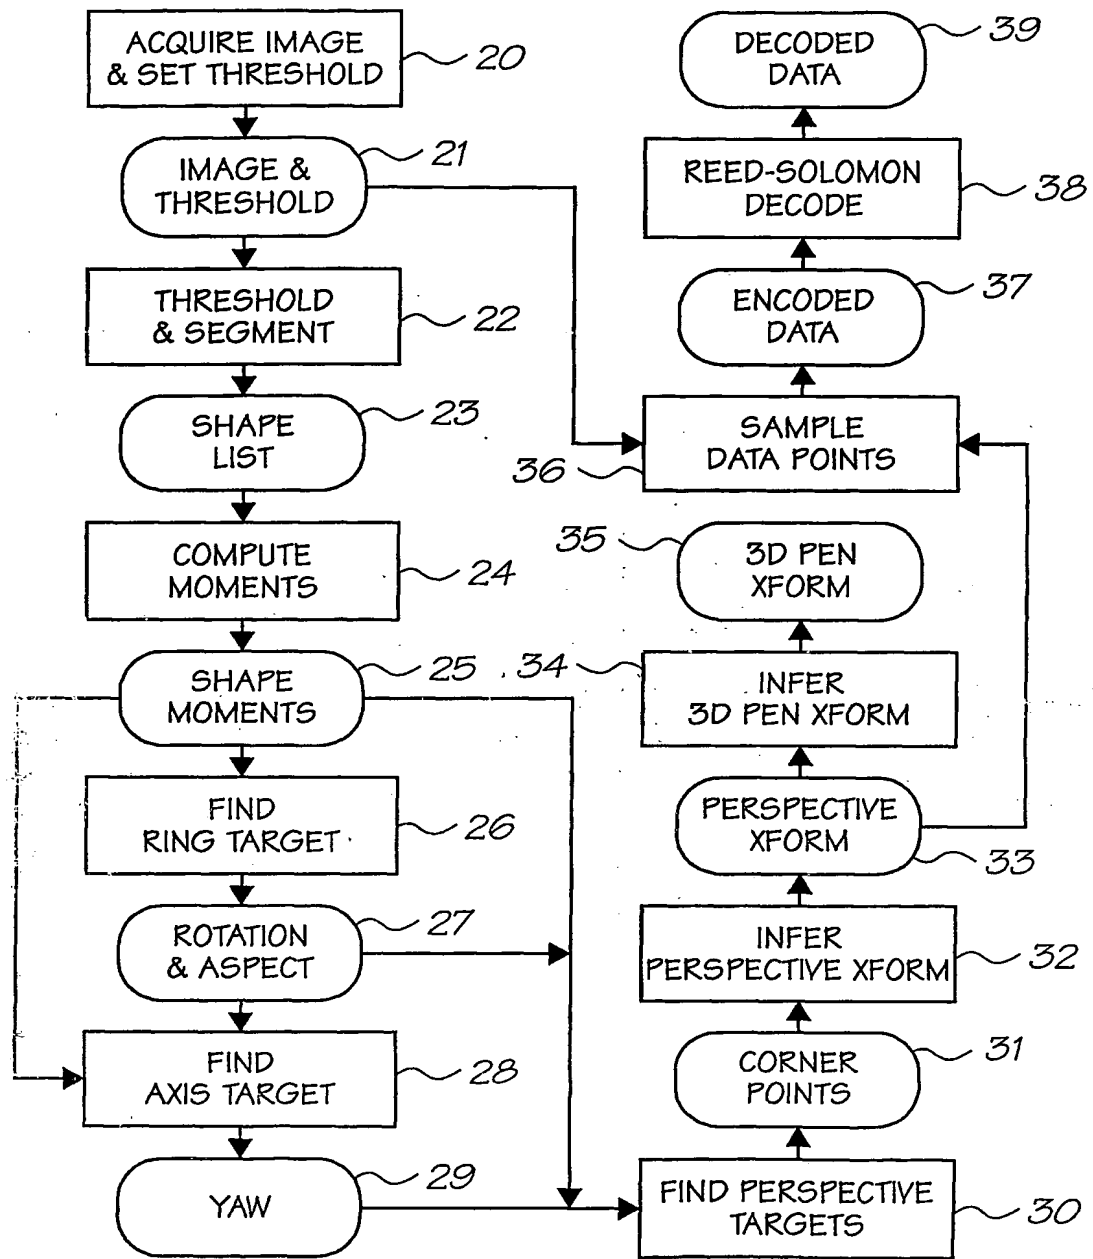 ACQUIRE IMAGE
& SET THRESHOLD
20
IMAGE &
THRESHOLD
21
THRESHOLD
& SEGMENT
22
SHAPE
LIST
23
COMPUTE
MOMENTS
24
SHAPE
MOMENTS
25
FIND
RING TARGET
26
ROTATION
& ASPECT
27
FIND
AXIS TARGET
28
YAW
29
DECODED
DATA
39
REED-SOLOMON
DECODE
38
ENCODED
DATA
37
SAMPLE
DATA POINTS
36
3D PEN
XFORM
35
INFER
3D PEN XFORM
34
PERSPECTIVE
XFORM
33
INFER
PERSPECTIVE XFORM
32
CORNER
POINTS
31
FIND PERSPECTIVE
TARGETS
30